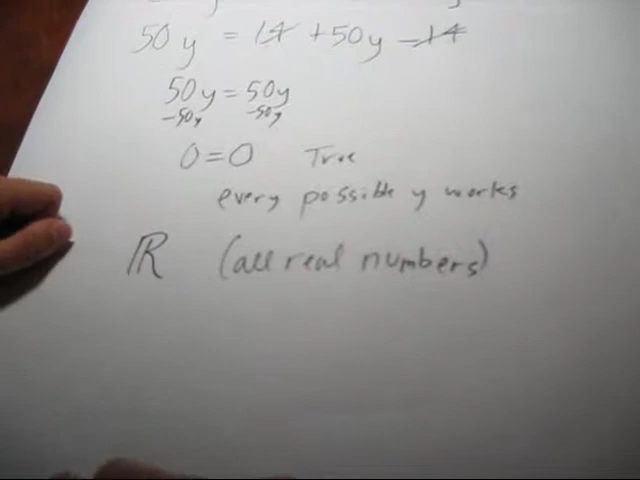 50y = 14 + 50y - 14
50y = 50y
-50y -50y
0 = 0 True
every possible y works
ℝ (all real numbers)